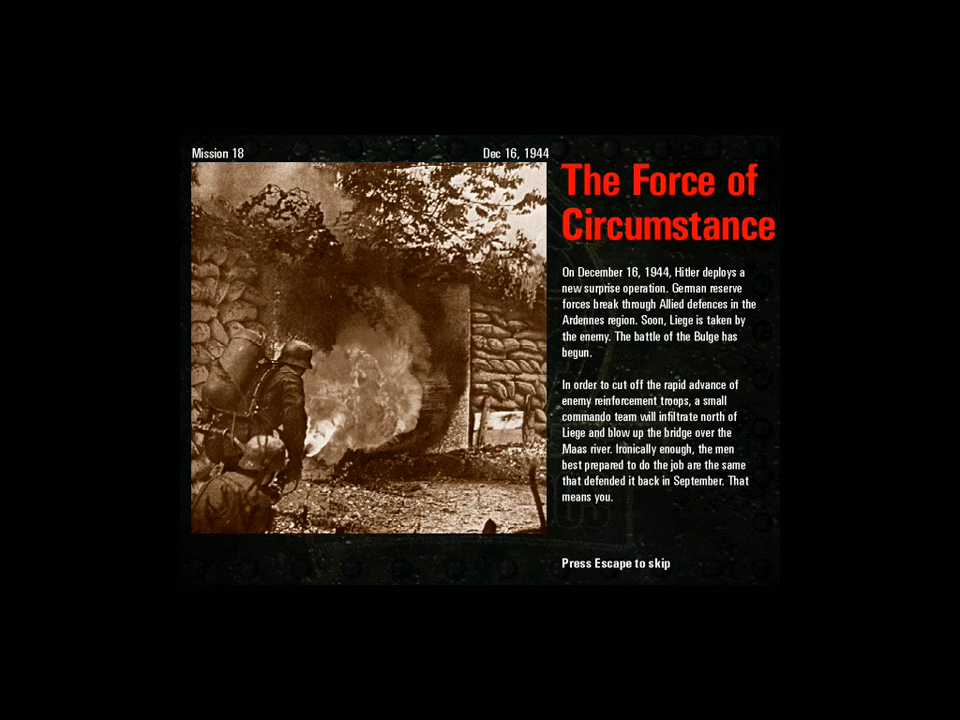 Mission 18
Dec 16, 1944
The Force of
Circumstance
On December 16, 1944, Hitler deploys a
new surprise operation. German reserve
forces break through Allied defences in the
Ardennes region. Soon, Liege is taken by
the enemy. The battle of the Bulge has
begun.
In order to cut off the rapid advance of
enemy reinforcement troops, a small
commando team will infiltrate north of
Liege and blow up the bridge over the
Maas river. Ironically enough, the men
best prepared to do the job are the same
that defended it back in September. That
means you.
Press Escape to skip